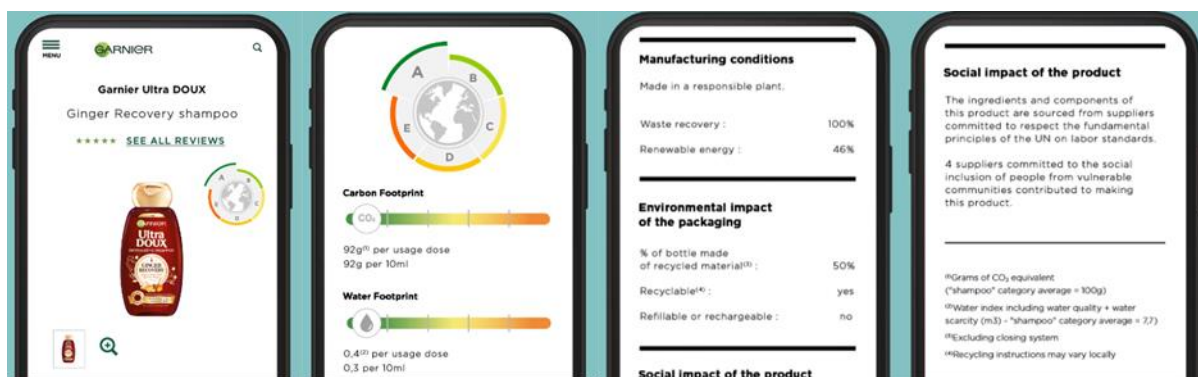 MENU
GARNIER
Garnier Ultra DOUX
Ginger Recovery shampoo
★★★★★ SEE ALL REVIEWS
A
B
C
D
E
GARNIER
Ultra
DOUX
GINGER
RECOVERY
A
B
C
D
E
Carbon Footprint
CO₂
92g⁽¹⁾ per usage dose
92g per 10ml
Water Footprint
0,4⁽²⁾ per usage dose
0,3 per 10ml
Manufacturing conditions
Made in a responsible plant.
Waste recovery : 100%
Renewable energy : 46%
Environmental impact
of the packaging
% of bottle made
of recycled material⁽³⁾ : 50%
Recyclable⁽⁴⁾ : yes
Refillable or rechargeable : no
Social impact of the product
Social impact of the product
The ingredients and components of
this product are sourced from suppliers
committed to respect the fundamental
principles of the UN on labor standards.
4 suppliers committed to the social
inclusion of people from vulnerable
communities contributed to making
this product.
⁽¹⁾Grams of CO₂ equivalent
("shampoo" category average = 100g)
⁽²⁾Water index including water quality + water
scarcity (m3) - "shampoo" category average = 7,7)
⁽³⁾Excluding closing system
⁽⁴⁾Recycling instructions may vary locally